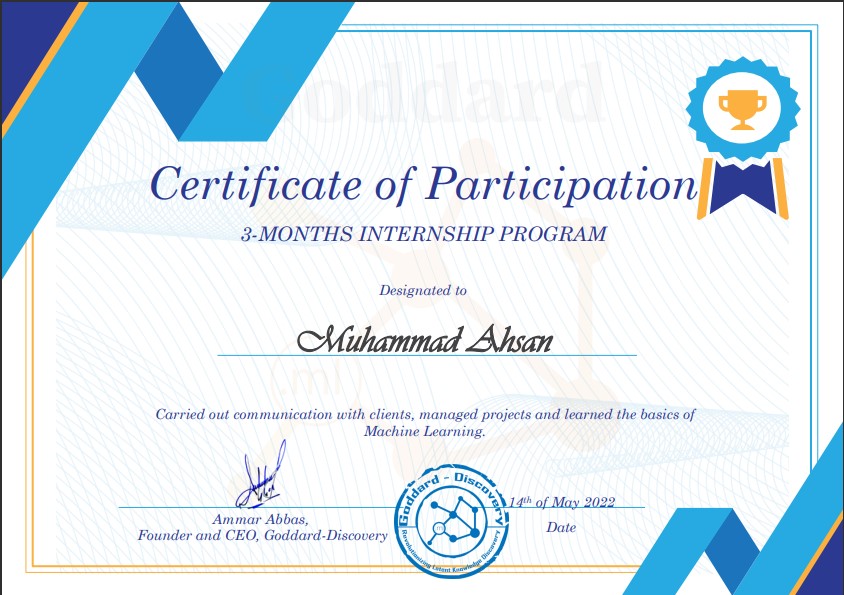 Goddard
Certificate of Participation
3-MONTHS INTERNSHIP PROGRAM
Designated to
Muhammad Ahsan
.ml
Carried out communication with clients, managed projects and learned the basics of
Machine Learning.
14th of May 2022
Ammar Abbas,
Founder and CEO, Goddard-Discovery
Date
Goddard - Discovery
Revolutionizing Latent Knowledge Discovery